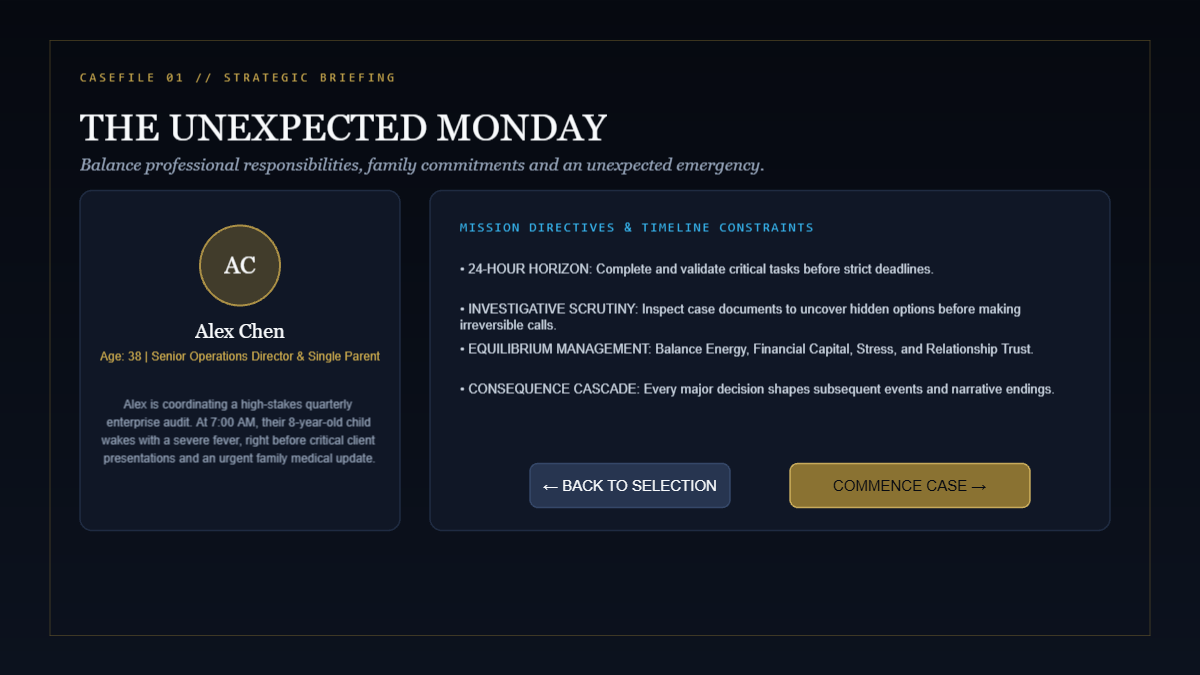 CASEFILE 01 // STRATEGIC BRIEFING
THE UNEXPECTED MONDAY
Balance professional responsibilities, family commitments and an unexpected emergency.
AC
Alex Chen
Age: 38 | Senior Operations Director & Single Parent
Alex is coordinating a high-stakes quarterly
enterprise audit. At 7:00 AM, their 8-year-old child
wakes with a severe fever, right before critical client
presentations and an urgent family medical update.
MISSION DIRECTIVES & TIMELINE CONSTRAINTS
• 24-HOUR HORIZON: Complete and validate critical tasks before strict deadlines.
• INVESTIGATIVE SCRUTINY: Inspect case documents to uncover hidden options before making
irreversible calls.
• EQUILIBRIUM MANAGEMENT: Balance Energy, Financial Capital, Stress, and Relationship Trust.
• CONSEQUENCE CASCADE: Every major decision shapes subsequent events and narrative endings.
← BACK TO SELECTION
COMMENCE CASE →